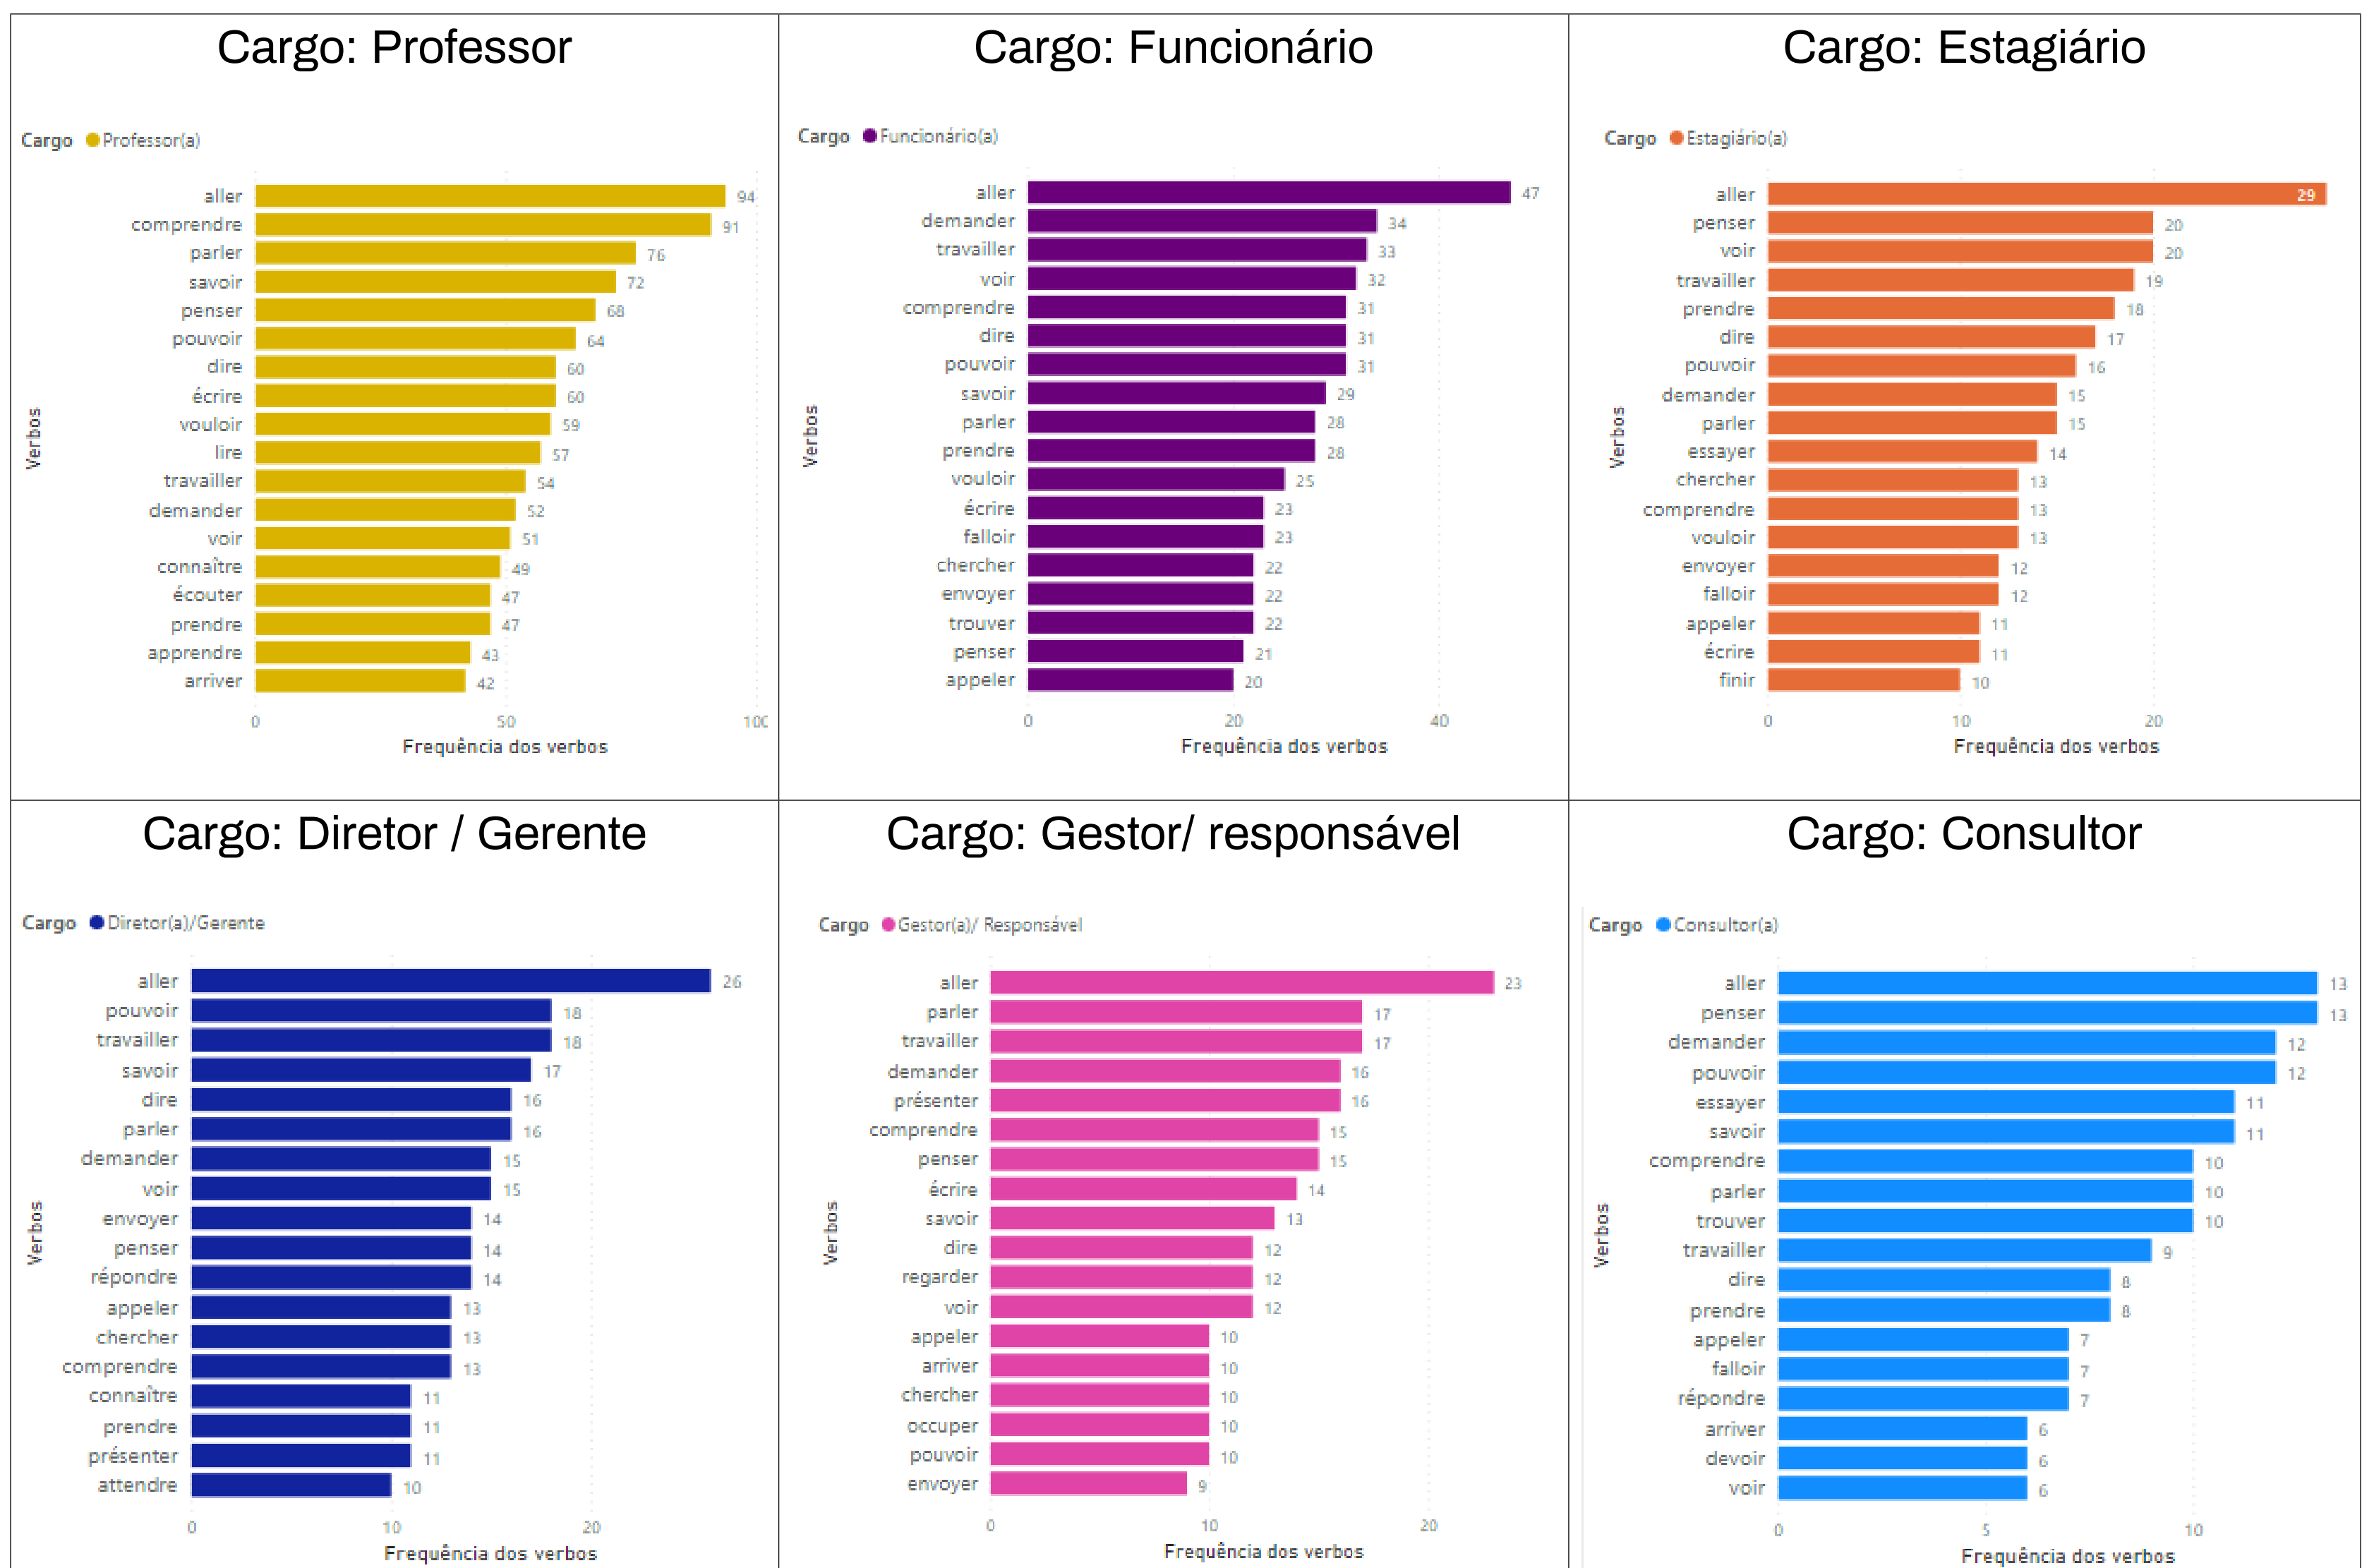 Cargo: Professor
Cargo Professor(a)
Verbos
aller 94
comprendre 91
parler 76
savoir 72
penser 68
pouvoir 64
dire 60
écrire 60
vouloir 59
lire 57
travailler 54
demander 52
voir 51
connaître 49
écouter 47
prendre 47
apprendre 43
arriver 42
0 50 100
Frequência dos verbos
Cargo: Funcionário
Cargo Funcionário(a)
Verbos
aller 47
demander 34
travailler 33
voir 32
comprendre 31
dire 31
pouvoir 31
savoir 29
parler 28
prendre 28
vouloir 25
écrire 23
falloir 23
chercher 22
envoyer 22
trouver 22
penser 21
appeler 20
0 20 40
Frequência dos verbos
Cargo: Estagiário
Cargo Estagiário(a)
Verbos
aller 29
penser 20
voir 20
travailler 19
prendre 18
dire 17
pouvoir 16
demander 15
parler 15
essayer 14
chercher 13
comprendre 13
vouloir 13
envoyer 12
falloir 12
appeler 11
écrire 11
finir 10
0 10 20
Frequência dos verbos
Cargo: Diretor / Gerente
Cargo Diretor(a)/Gerente
Verbos
aller 26
pouvoir 18
travailler 18
savoir 17
dire 16
parler 16
demander 15
voir 15
envoyer 14
penser 14
répondre 14
appeler 13
chercher 13
comprendre 13
connaître 11
prendre 11
présenter 11
attendre 10
0 10 20
Frequência dos verbos
Cargo: Gestor/ responsável
Cargo Gestor(a)/ Responsável
Verbos
aller 23
parler 17
travailler 17
demander 16
présenter 16
comprendre 15
penser 15
écrire 14
savoir 13
dire 12
regarder 12
voir 12
appeler 10
arriver 10
chercher 10
occuper 10
pouvoir 10
envoyer 9
0 10 20
Frequência dos verbos
Cargo: Consultor
Cargo Consultor(a)
Verbos
aller 13
penser 13
demander 12
pouvoir 12
essayer 11
savoir 11
comprendre 10
parler 10
trouver 10
travailler 9
dire 8
prendre 8
appeler 7
falloir 7
répondre 7
arriver 6
devoir 6
voir 6
0 5 10
Frequência dos verbos